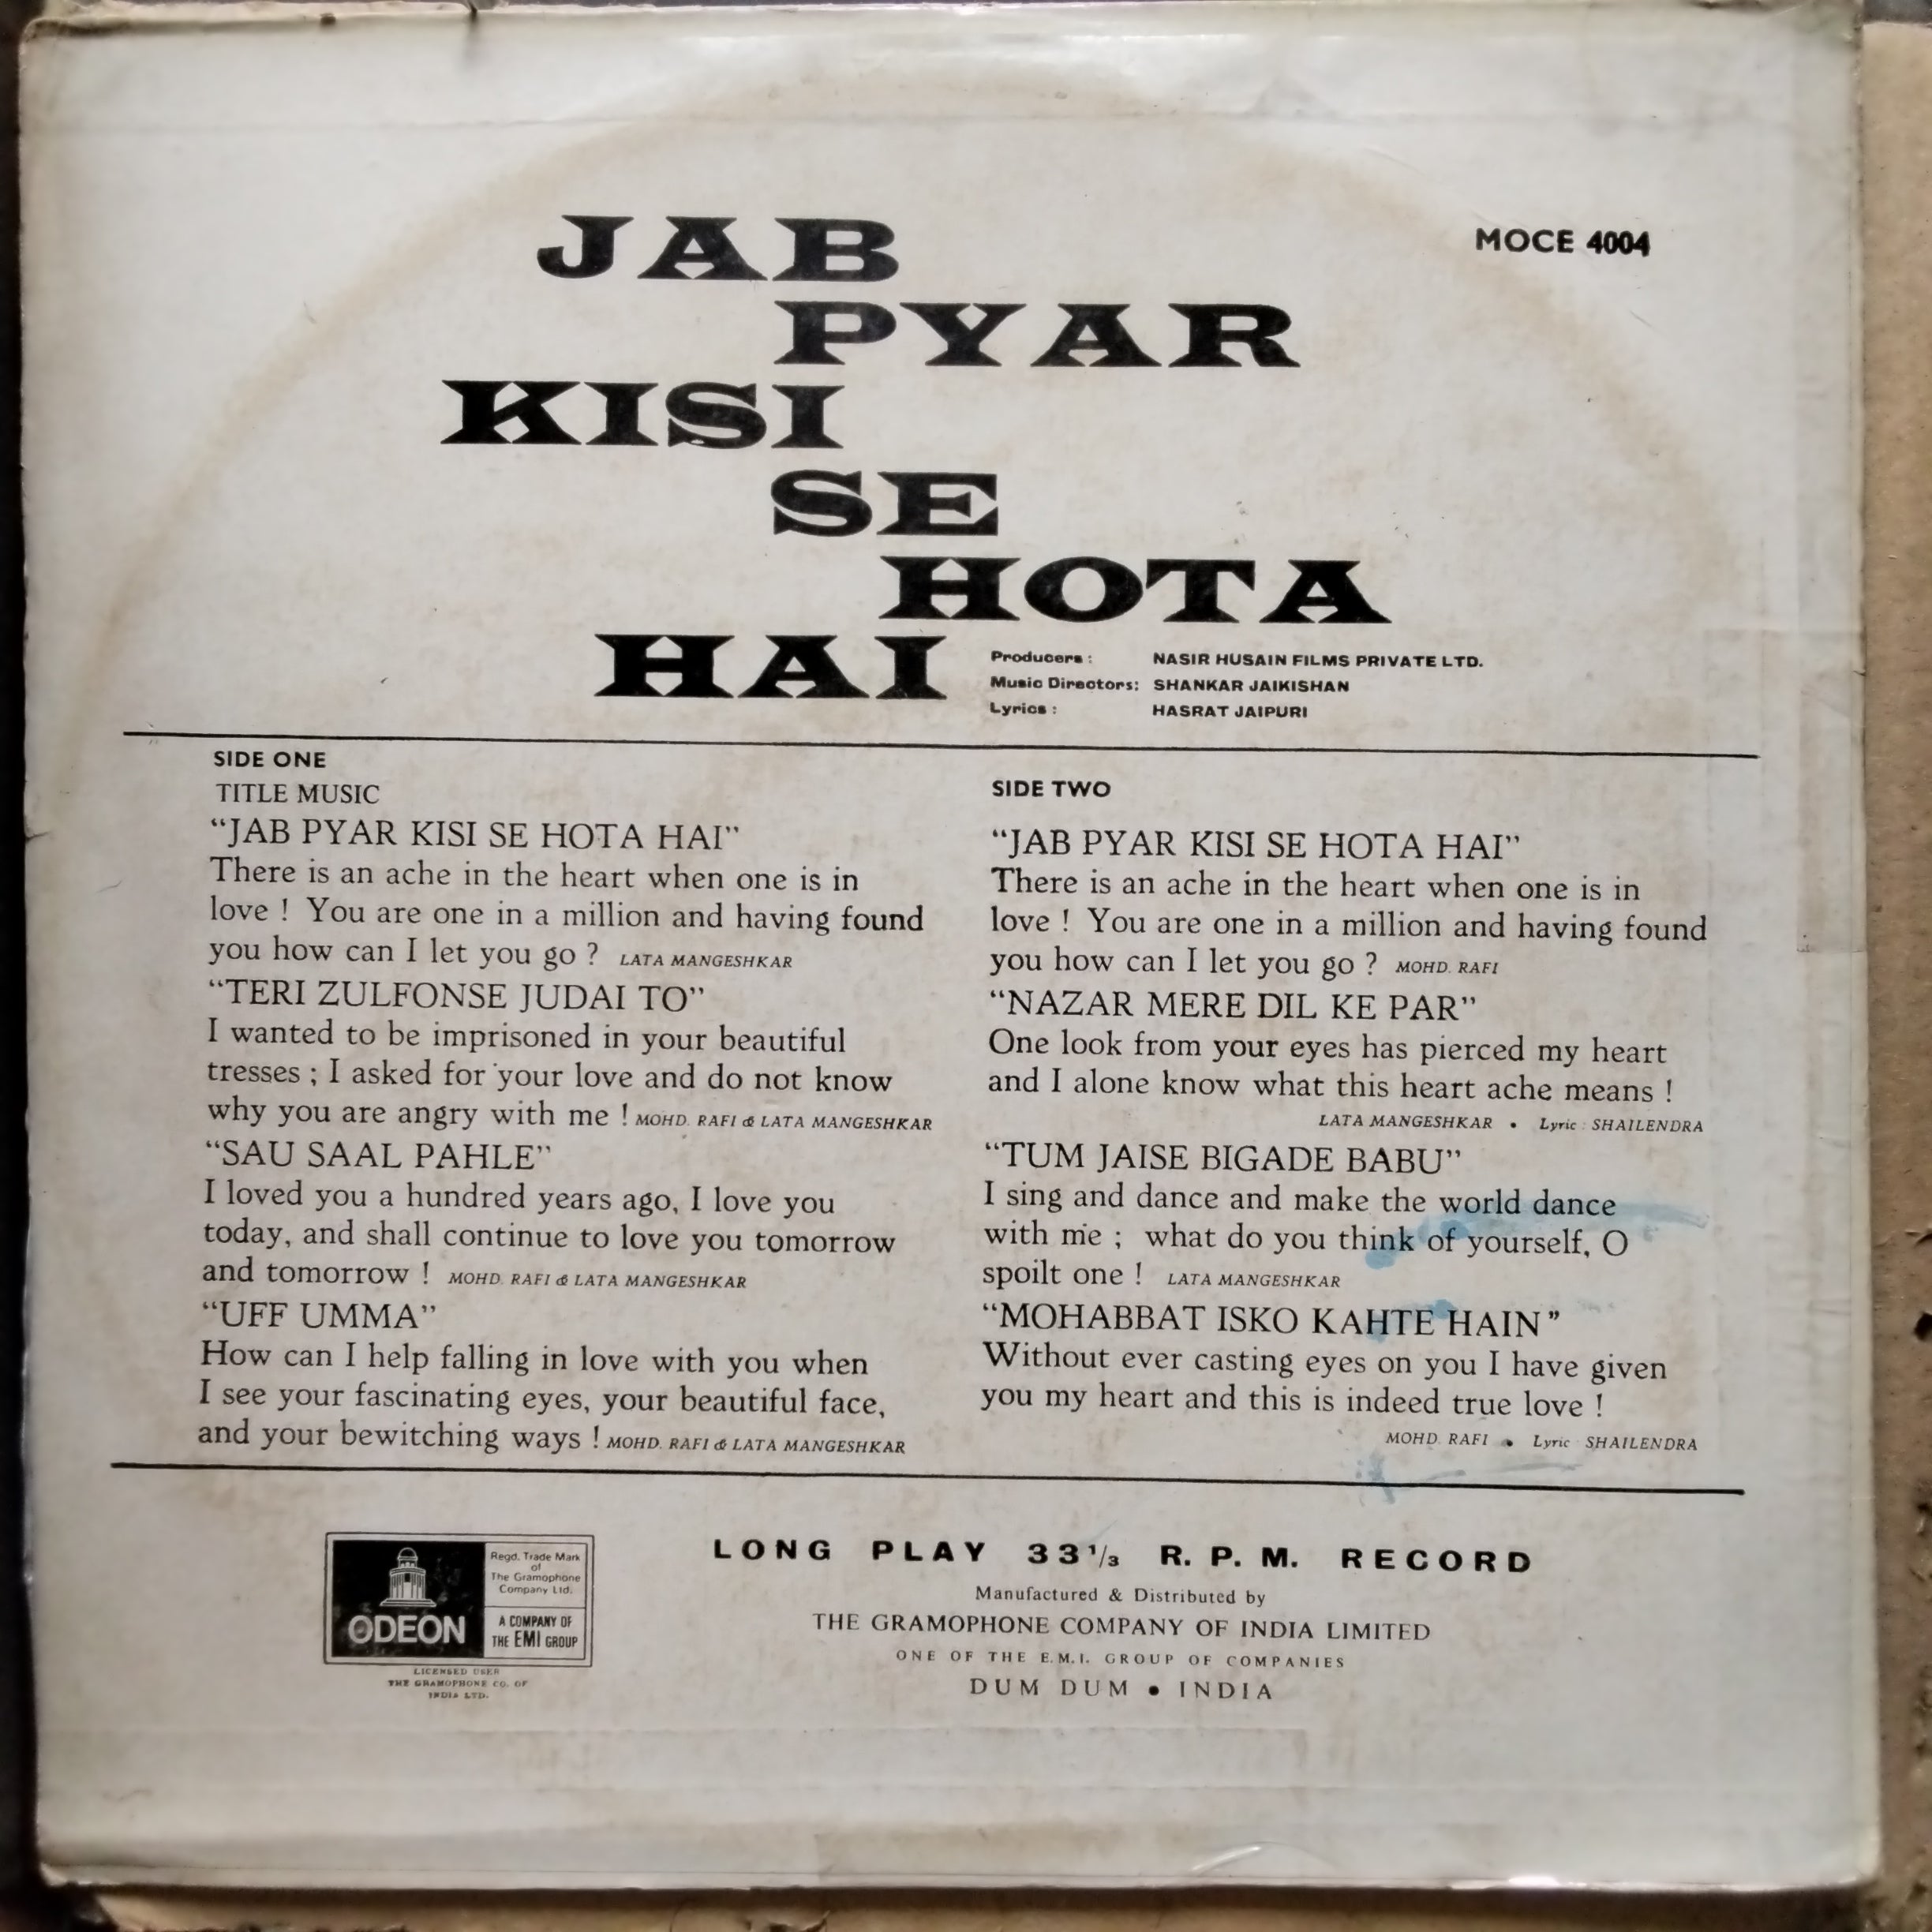 JAB
PYAR
KISI
SE
HOTA
HAI
MOCE 4004
Producers : NASIR HUSAIN FILMS PRIVATE LTD.
Music Directors: SHANKAR JAIKISHAN
Lyrics : HASRAT JAIPURI
SIDE ONE
TITLE MUSIC
“JAB PYAR KISI SE HOTA HAI”
There is an ache in the heart when one is in
love ! You are one in a million and having found
you how can I let you go ? LATA MANGESHKAR
“TERI ZULFONSE JUDAI TO”
I wanted to be imprisoned in your beautiful
tresses ; I asked for your love and do not know
why you are angry with me ! MOHD. RAFI & LATA MANGESHKAR
“SAU SAAL PAHLE”
I loved you a hundred years ago, I love you
today, and shall continue to love you tomorrow
and tomorrow ! MOHD. RAFI & LATA MANGESHKAR
“UFF UMMA”
How can I help falling in love with you when
I see your fascinating eyes, your beautiful face,
and your bewitching ways ! MOHD. RAFI & LATA MANGESHKAR
SIDE TWO
“JAB PYAR KISI SE HOTA HAI”
There is an ache in the heart when one is in
love ! You are one in a million and having found
you how can I let you go ? MOHD. RAFI
“NAZAR MERE DIL KE PAR”
One look from your eyes has pierced my heart
and I alone know what this heart ache means !
LATA MANGESHKAR • Lyric : SHAILENDRA
“TUM JAISE BIGADE BABU”
I sing and dance and make the world dance
with me ; what do you think of yourself, O
spoilt one ! LATA MANGESHKAR
“MOHABBAT ISKO KAHTE HAIN”
Without ever casting eyes on you I have given
you my heart and this is indeed true love !
MOHD. RAFI • Lyric : SHAILENDRA
ODEON
Regd. Trade Mark
of
The Gramophone
Company Ltd.
A COMPANY OF
THE EMI GROUP
LICENSED USER
THE GRAMOPHONE CO. OF
INDIA LTD.
LONG PLAY 33 1/3 R. P. M. RECORD
Manufactured & Distributed by
THE GRAMOPHONE COMPANY OF INDIA LIMITED
ONE OF THE E.M.I. GROUP OF COMPANIES
DUM DUM • INDIA